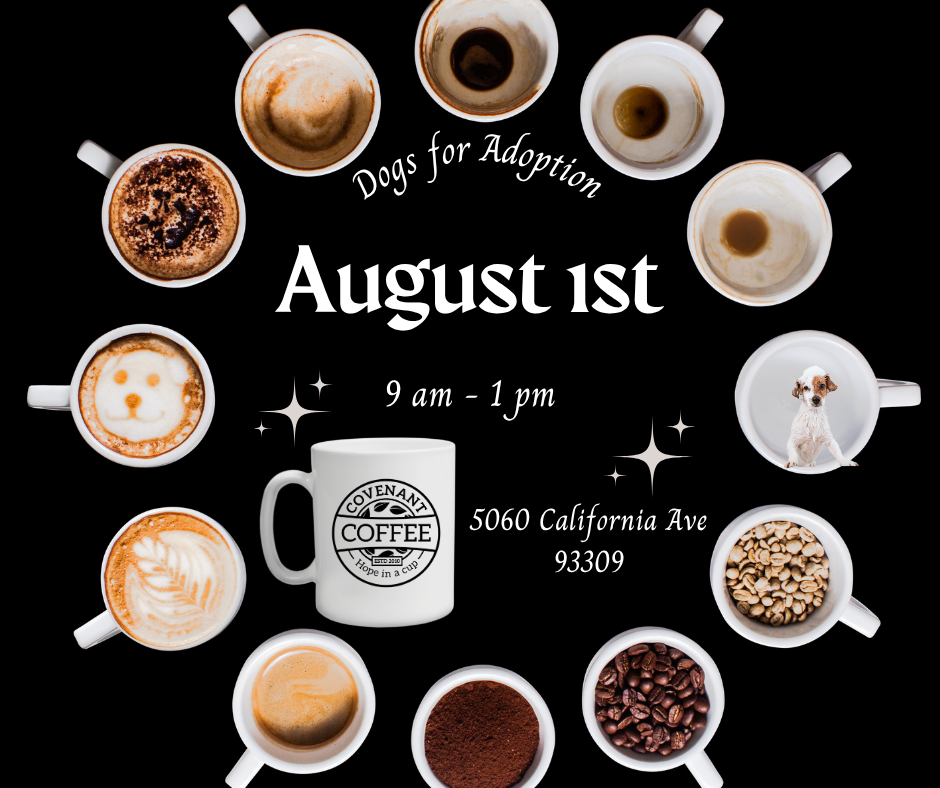 Dogs for Adoption
August 1st
9 am - 1 pm
COVENANT
COFFEE
ESTD 2010
Hope in a cup
5060 California Ave
93309